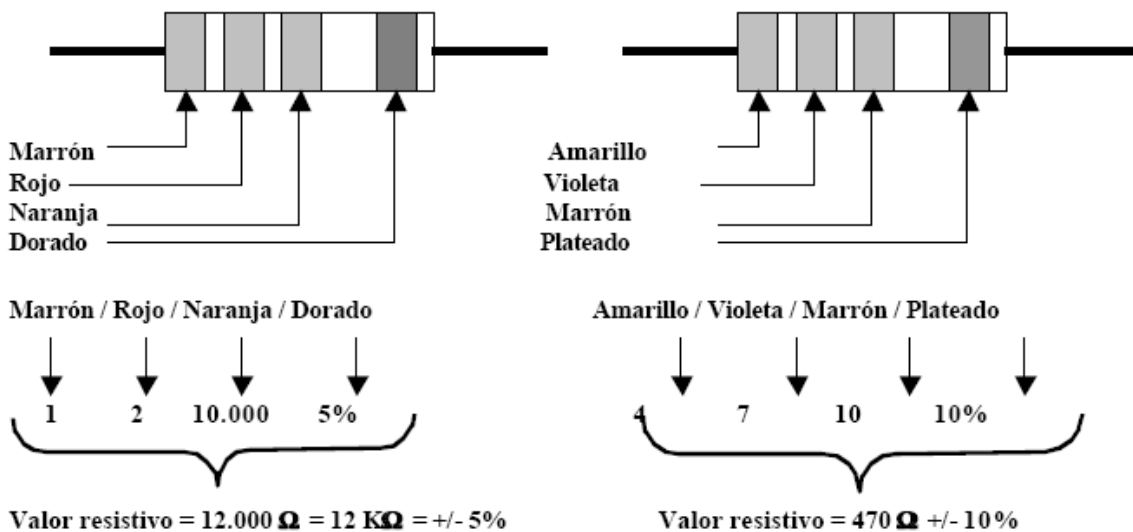 Marrón
Rojo
Naranja
Dorado
Marrón / Rojo / Naranja / Dorado
1 2 10.000 5%
Valor resistivo = 12.000 Ω = 12 KΩ = +/- 5%
Amarillo
Violeta
Marrón
Plateado
Amarillo / Violeta / Marrón / Plateado
4 7 10 10%
Valor resistivo = 470 Ω +/- 10%